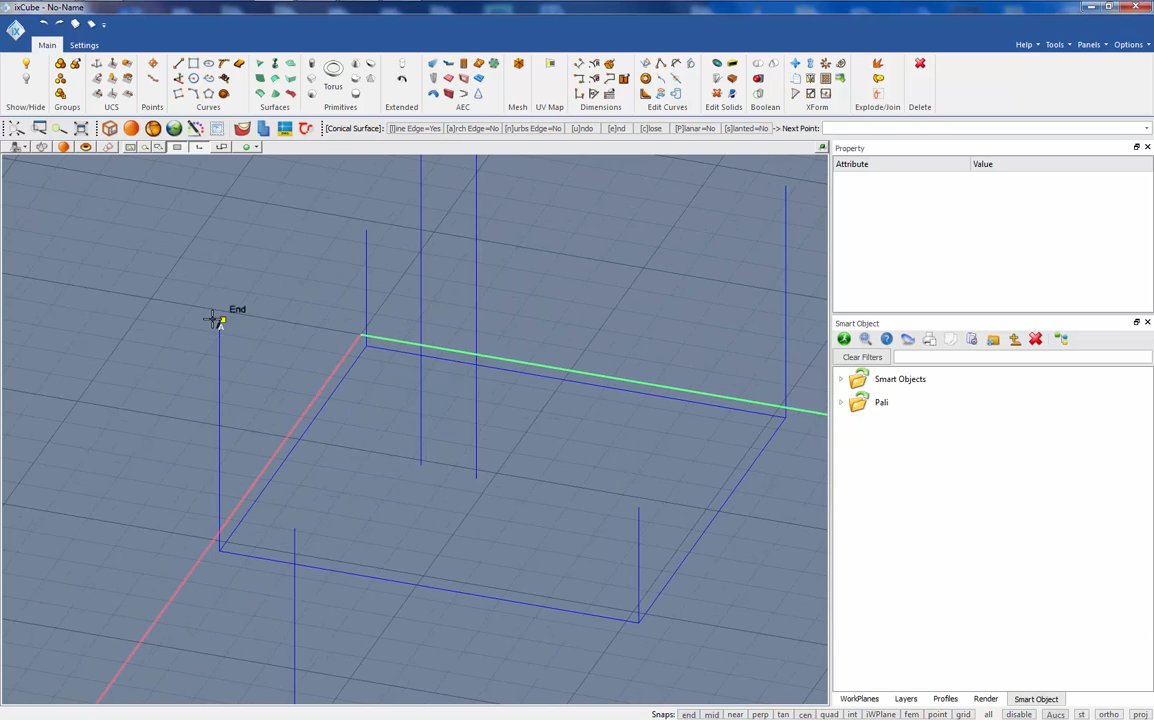 ixCube - No-Name
Main Settings
Help Tools Panels Options
Torus
Show/Hide Groups UCS Points Curves Surfaces Primitives Extended AEC Mesh UV Map Dimensions Edit Curves Edit Solids Boolean XForm Explode/Join Delete
[Conical Surface]: [l]ine Edge=Yes [a]rch Edge=No [n]urbs Edge=No [u]ndo [e]nd [c]lose [P]lanar=No [s]lanted=No -> Next Point:
Property
Attribute Value
End
Smart Object
Clear Filters
Smart Objects
Pali
WorkPlanes Layers Profiles Render Smart Object
Snaps: end mid near perp tan cen quad int iWPlane fem point grid all disable Aucs st ortho proj